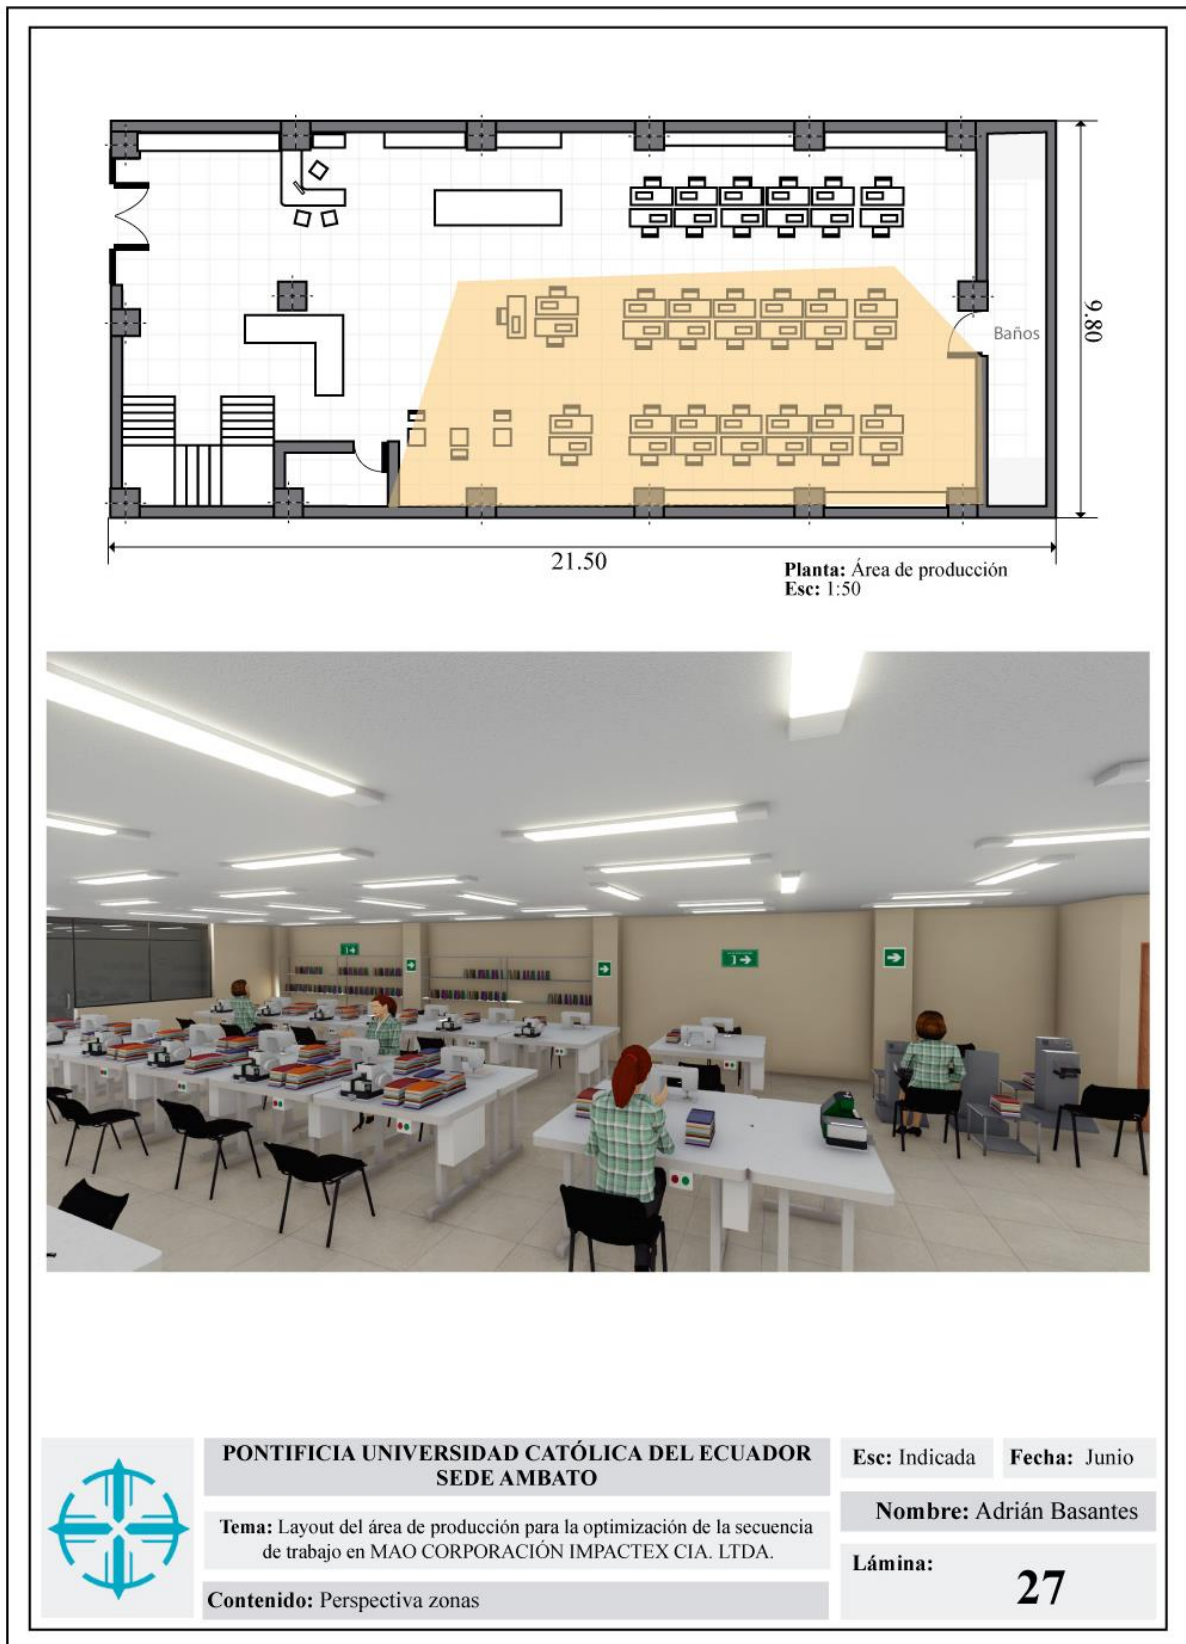 Baños
9.80
21.50
Planta: Área de producción
Esc: 1:50
PONTIFICIA UNIVERSIDAD CATÓLICA DEL ECUADOR
SEDE AMBATO
Tema: Layout del área de producción para la optimización de la secuencia
de trabajo en MAO CORPORACIÓN IMPACTEX CIA. LTDA.
Contenido: Perspectiva zonas
Esc: Indicada
Fecha: Junio
Nombre: Adrián Basantes
Lámina:
27